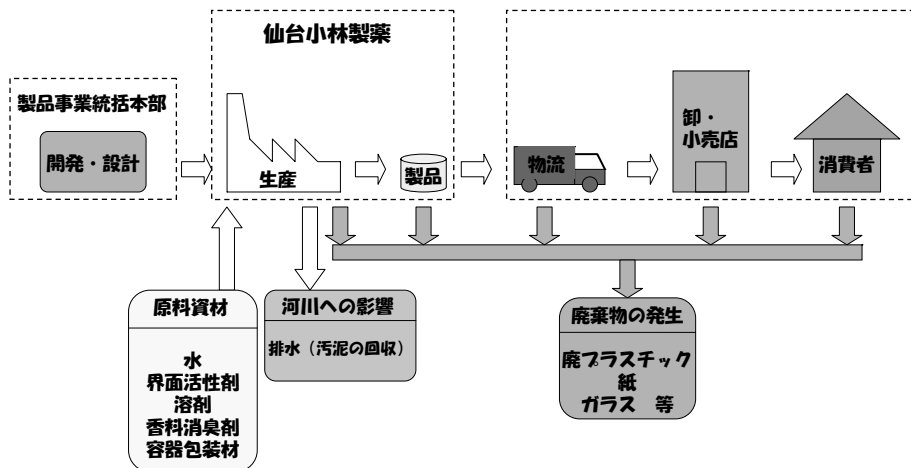 仙台小林製薬
製品事業統括本部
開発・設計
生産
製品
物流
卸・
小売店
消費者
原料資材
水
界面活性剤
溶剤
香料消臭剤
容器包装材
河川への影響
排水（汚泥の回収）
廃棄物の発生
廃プラスチック
紙
ガラス　等